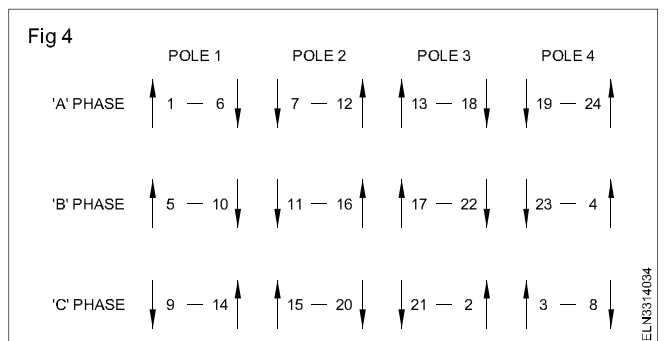 Fig 4
POLE 1 POLE 2 POLE 3 POLE 4
'A' PHASE 1 — 6 7 — 12 13 — 18 19 — 24
'B' PHASE 5 — 10 11 — 16 17 — 22 23 — 4
'C' PHASE 9 — 14 15 — 20 21 — 2 3 — 8
ELN3314034